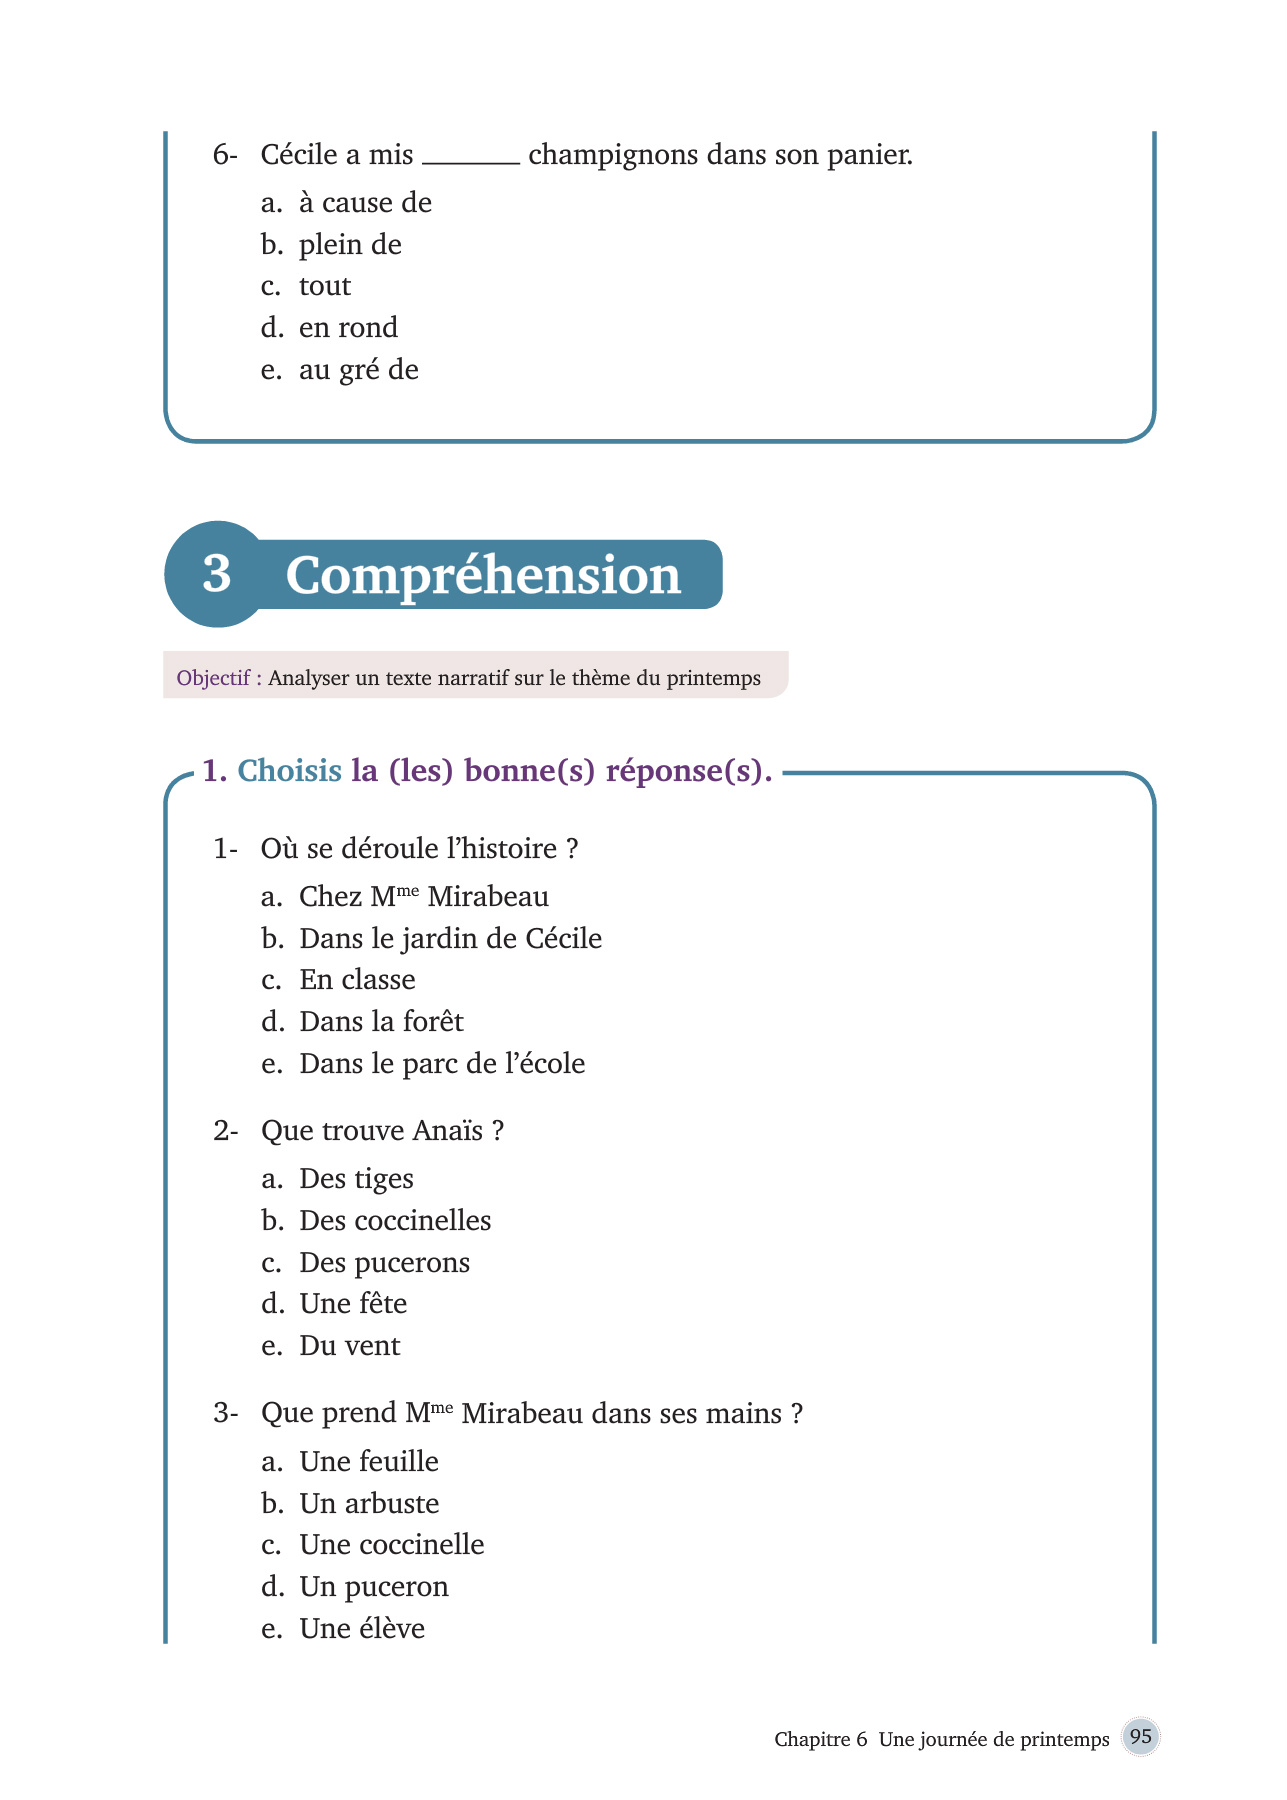 6- Cécile a mis _______ champignons dans son panier.
a. à cause de
b. plein de
c. tout
d. en rond
e. au gré de
3 Compréhension
Objectif : Analyser un texte narratif sur le thème du printemps
1. Choisis la (les) bonne(s) réponse(s).
1- Où se déroule l’histoire ?
a. Chez Mme Mirabeau
b. Dans le jardin de Cécile
c. En classe
d. Dans la forêt
e. Dans le parc de l’école
2- Que trouve Anaïs ?
a. Des tiges
b. Des coccinelles
c. Des pucerons
d. Une fête
e. Du vent
3- Que prend Mme Mirabeau dans ses mains ?
a. Une feuille
b. Un arbuste
c. Une coccinelle
d. Un puceron
e. Une élève
Chapitre 6 Une journée de printemps 95